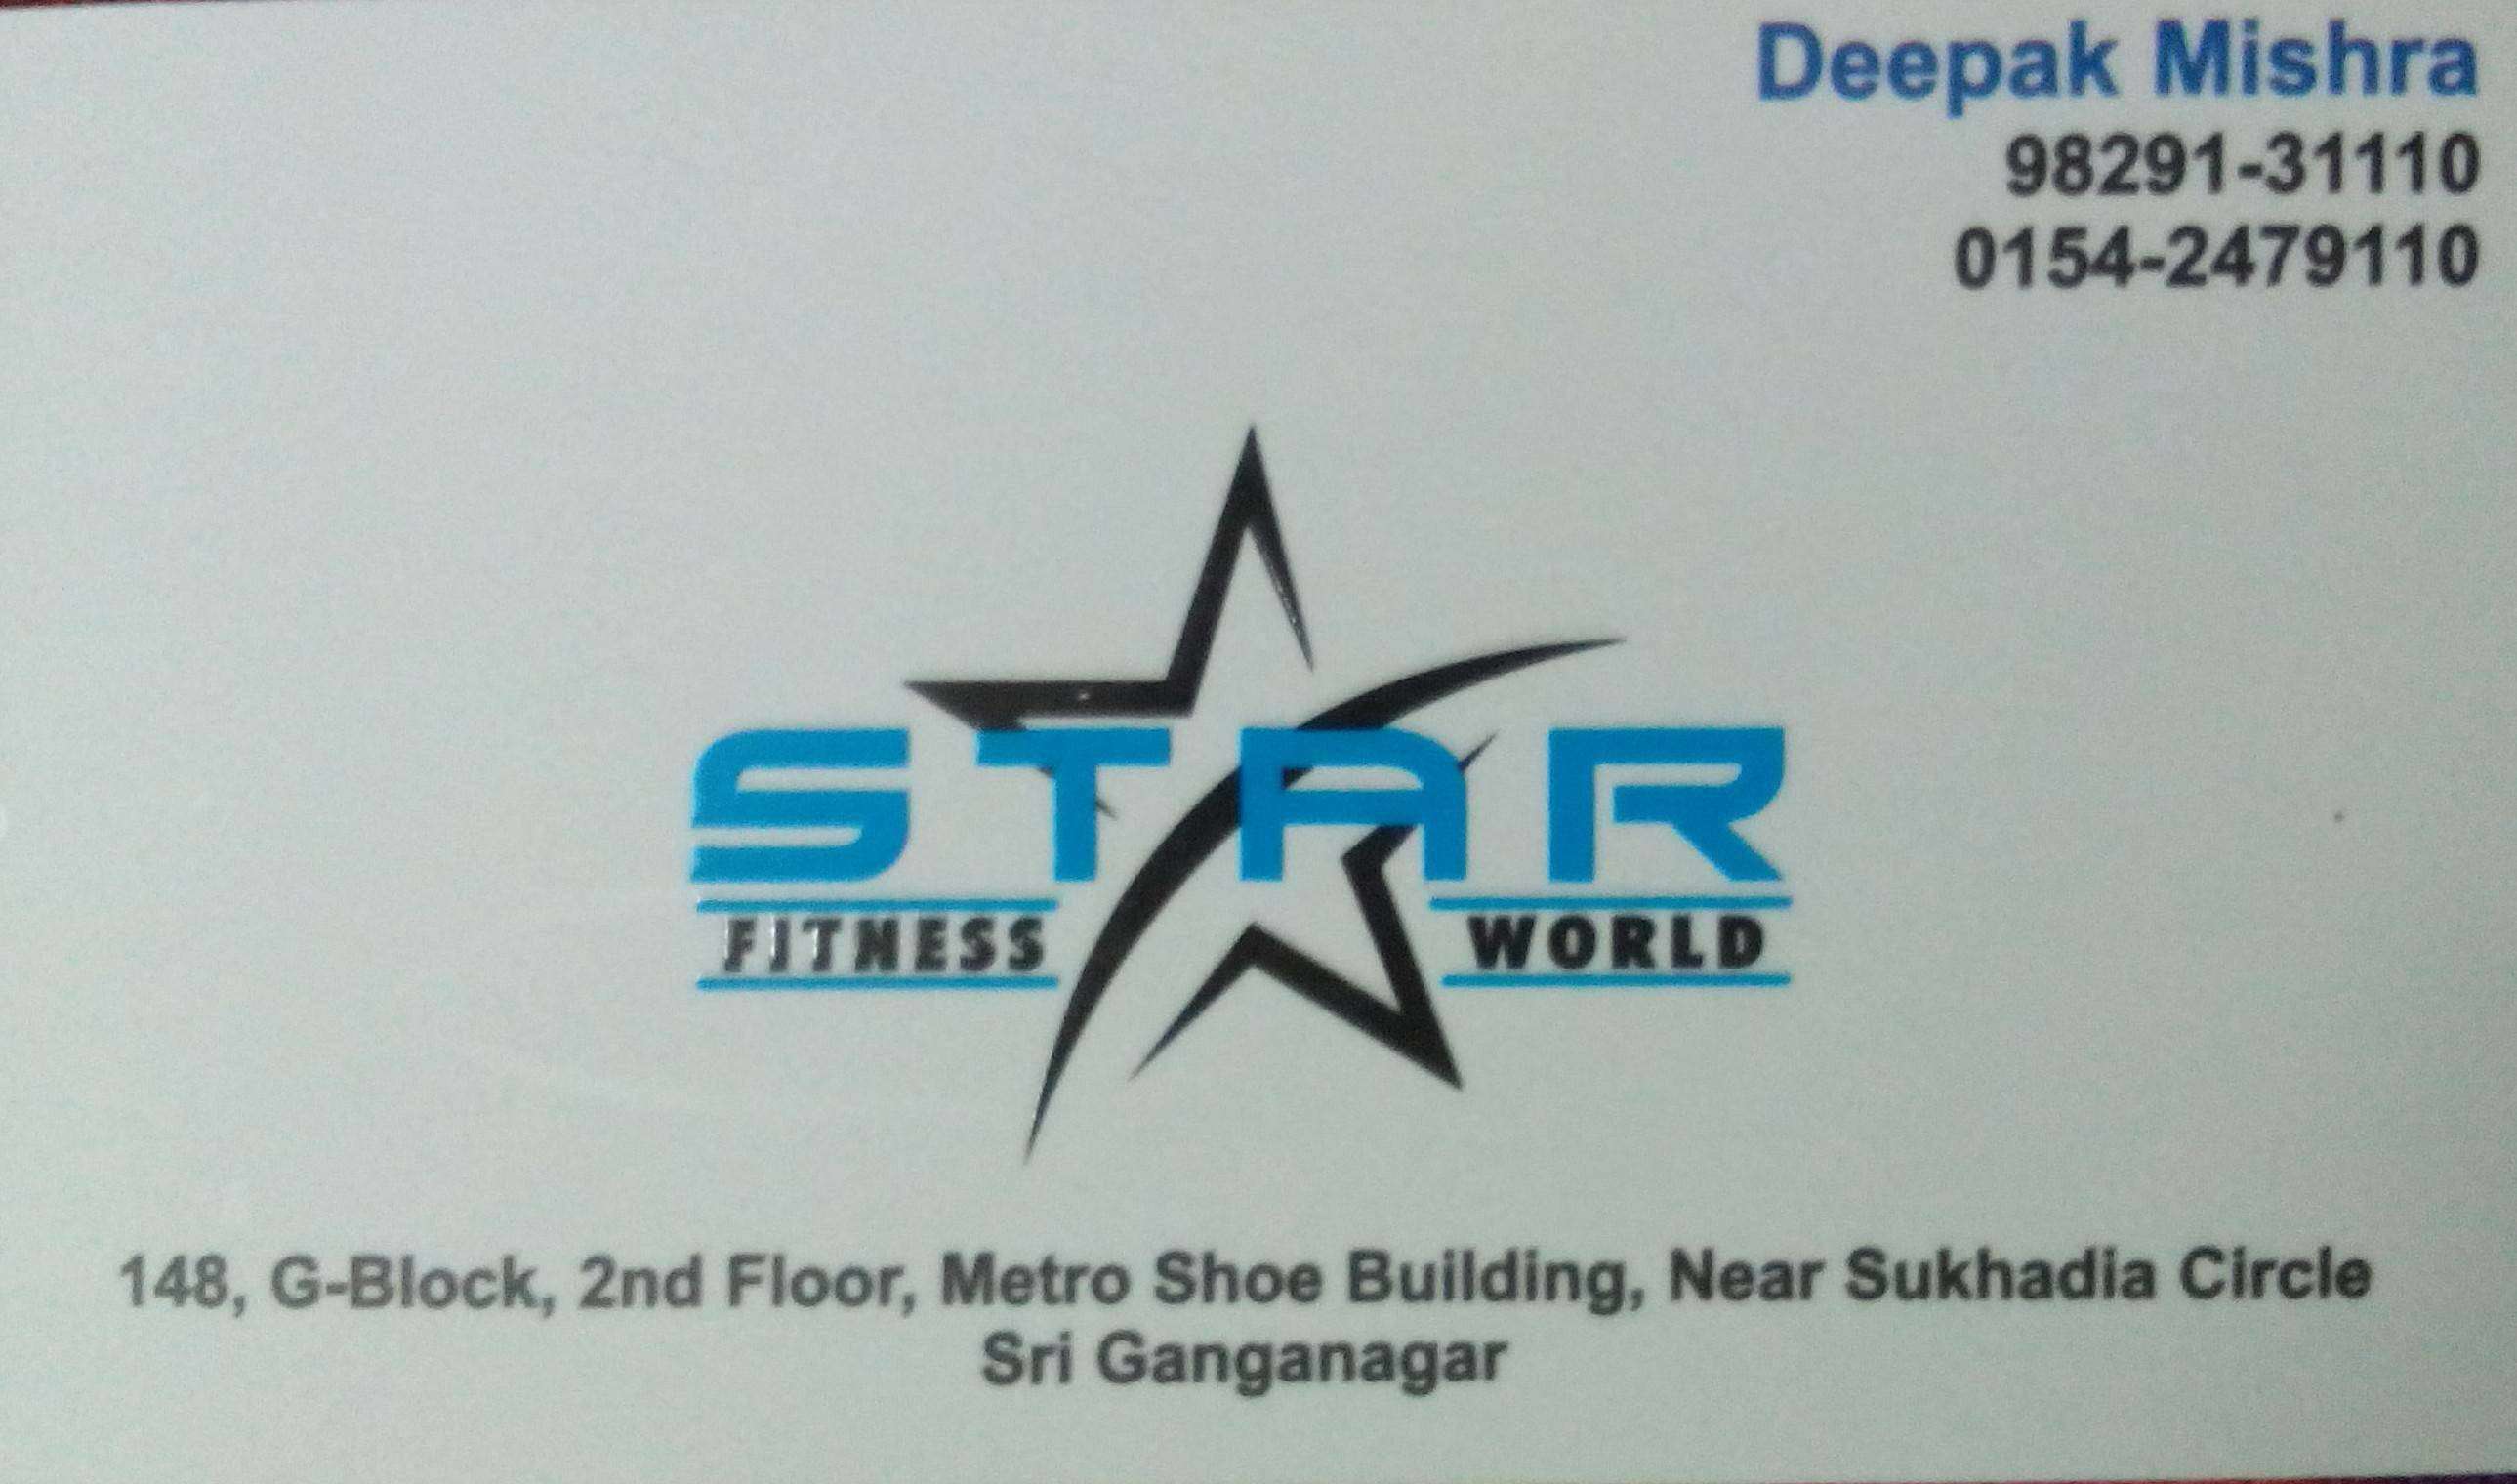 Deepak Mishra
98291-31110
0154-2479110
STAR
FITNESS WORLD
148, G-Block, 2nd Floor, Metro Shoe Building, Near Sukhadia Circle
Sri Ganganagar